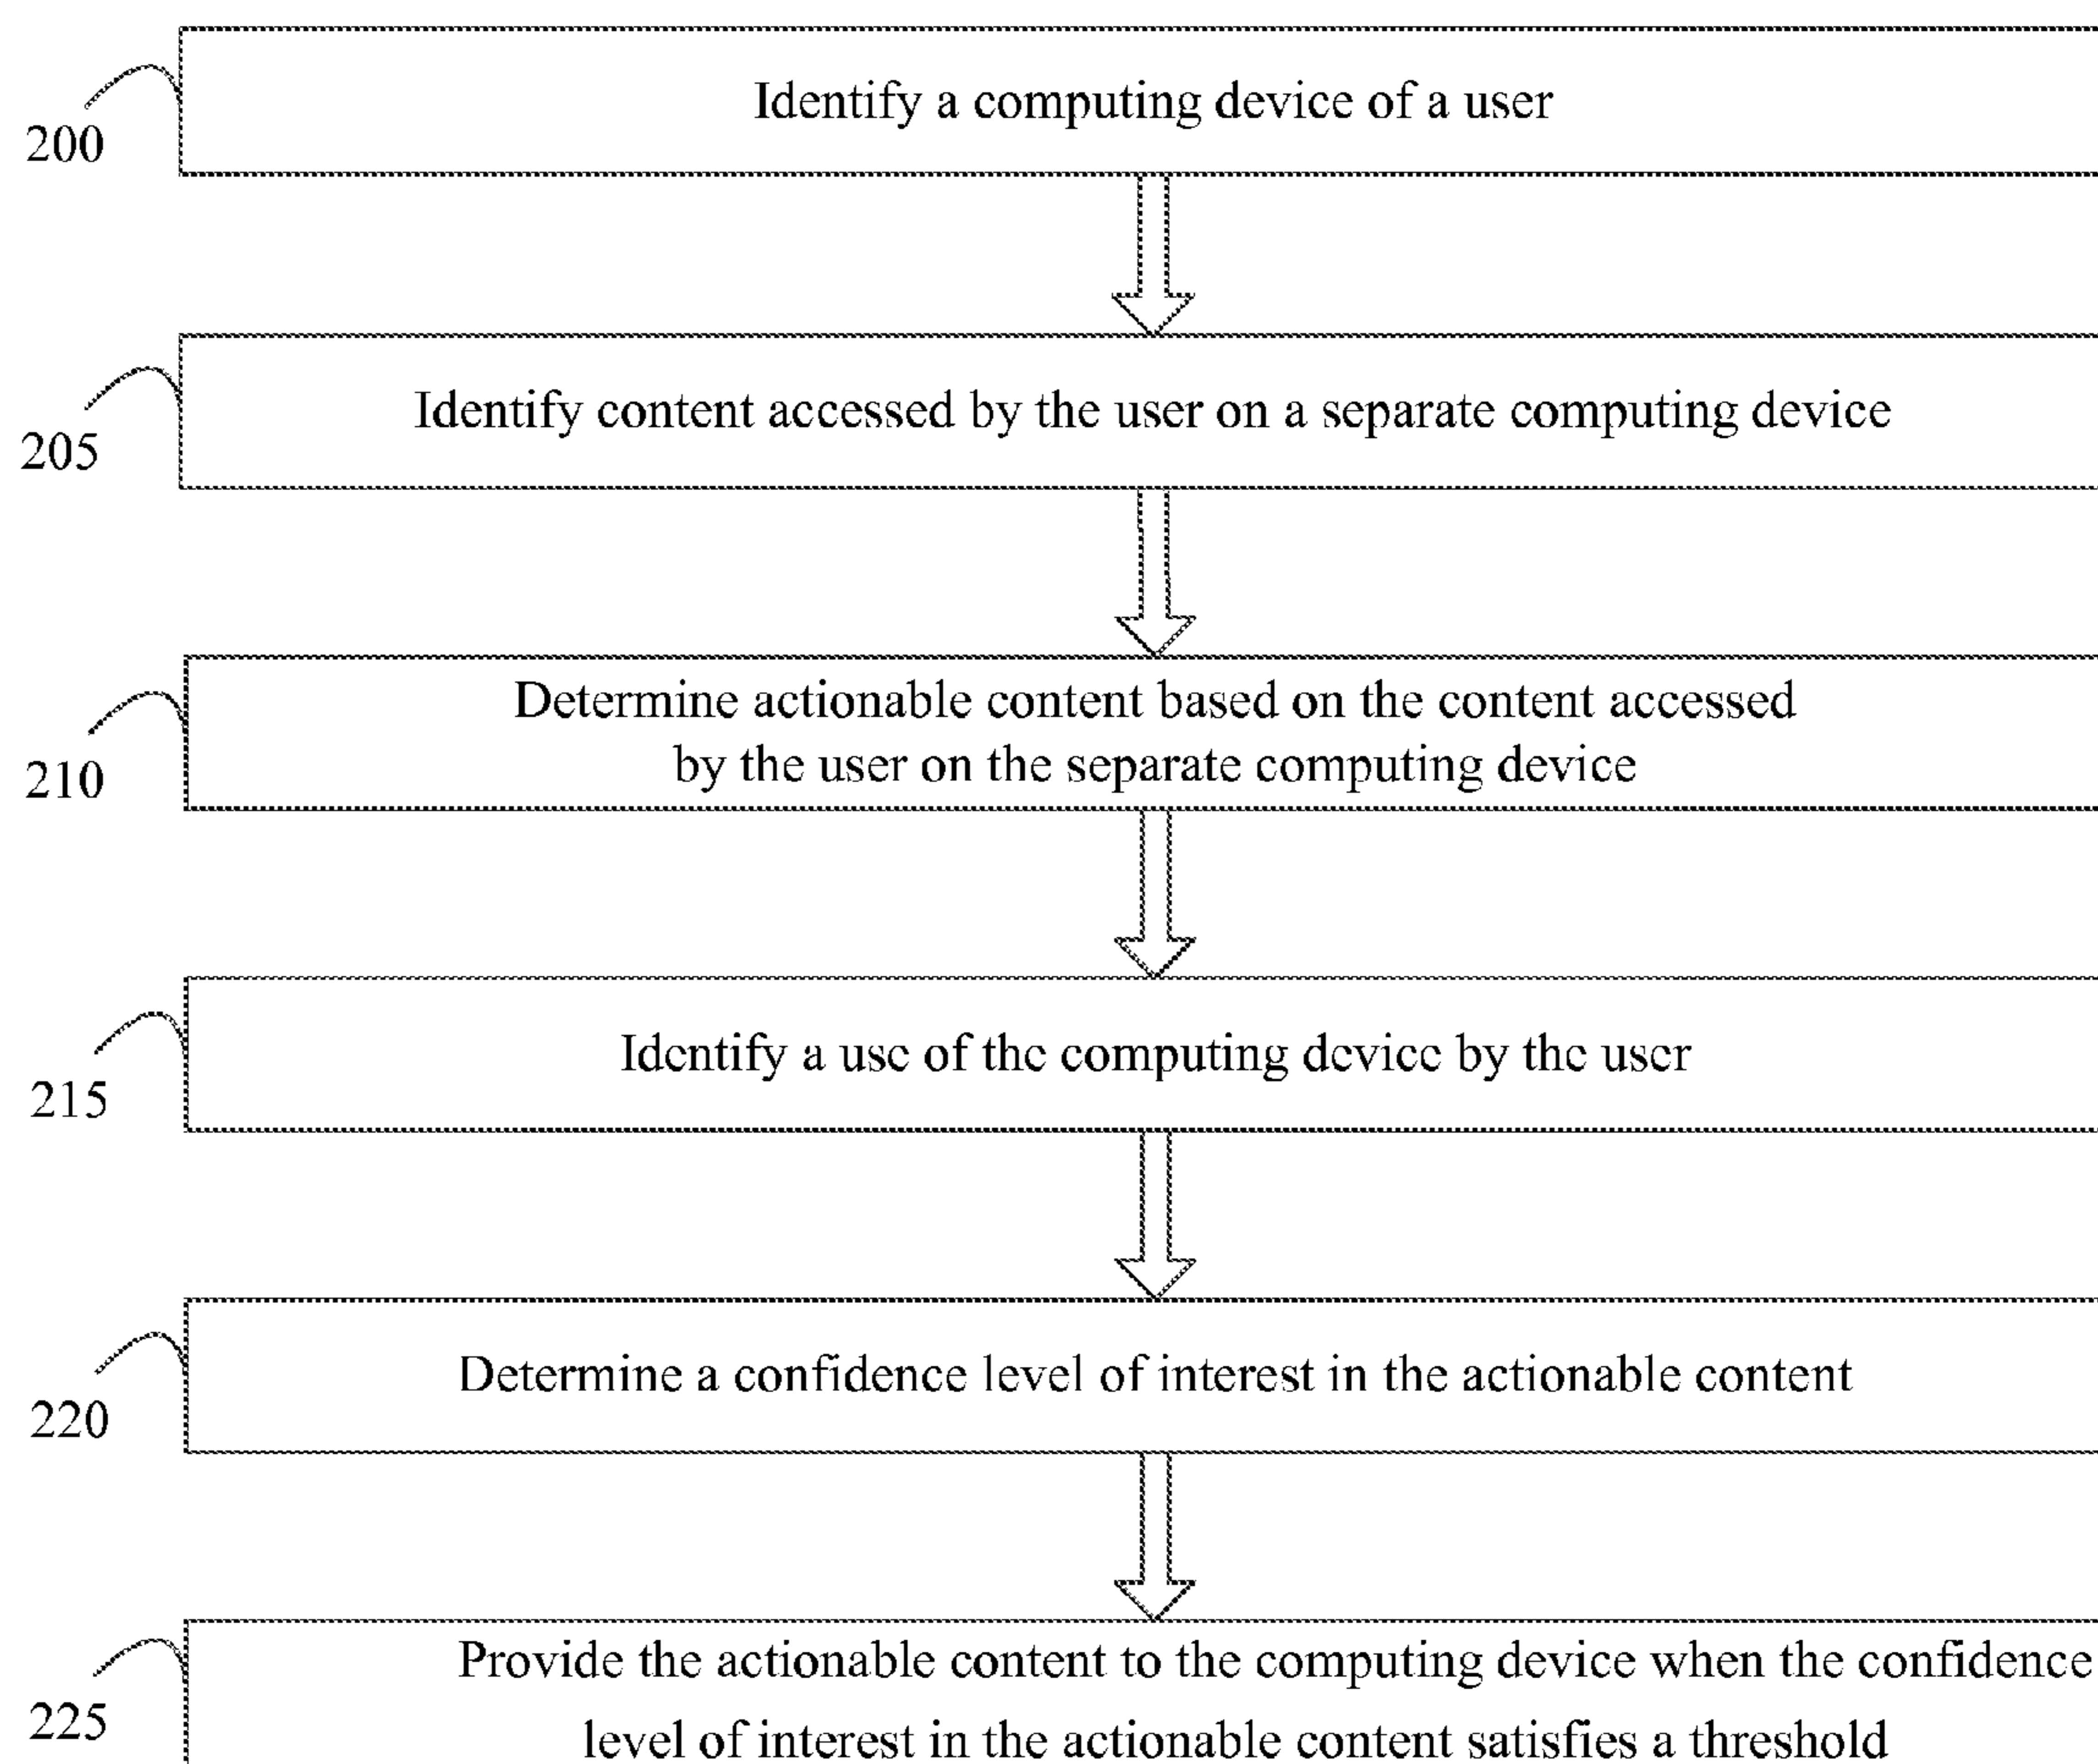 Identify a computing device of a user
200
Identify content accessed by the user on a separate computing device
205
Determine actionable content based on the content accessed
by the user on the separate computing device
210
Identify a use of the computing device by the user
215
Determine a confidence level of interest in the actionable content
220
Provide the actionable content to the computing device when the confidence
level of interest in the actionable content satisfies a threshold
225